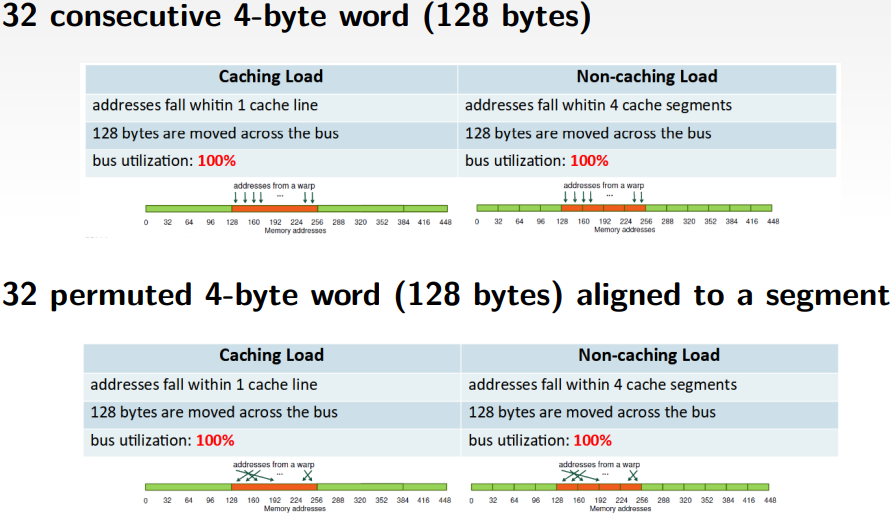 32 consecutive 4-byte word (128 bytes)
Caching Load Non-caching Load
addresses fall whitin 1 cache line addresses fall whitin 4 cache segments
128 bytes are moved across the bus 128 bytes are moved across the bus
bus utilization: 100% bus utilization: 100%
addresses from a warp addresses from a warp
... ...
0 32 64 96 128 160 192 224 256 288 320 352 384 416 448 0 32 64 96 128 160 192 224 256 288 320 352 384 416 448
Memory addresses Memory addresses
32 permuted 4-byte word (128 bytes) aligned to a segment
Caching Load Non-caching Load
addresses fall within 1 cache line addresses fall within 4 cache segments
128 bytes are moved across the bus 128 bytes are moved across the bus
bus utilization: 100% bus utilization: 100%
addresses from a warp addresses from a warp
... ...
0 32 64 96 128 160 192 224 256 288 320 352 384 416 448 0 32 64 96 128 160 192 224 256 288 320 352 384 416 448
Memory addresses Memory addresses